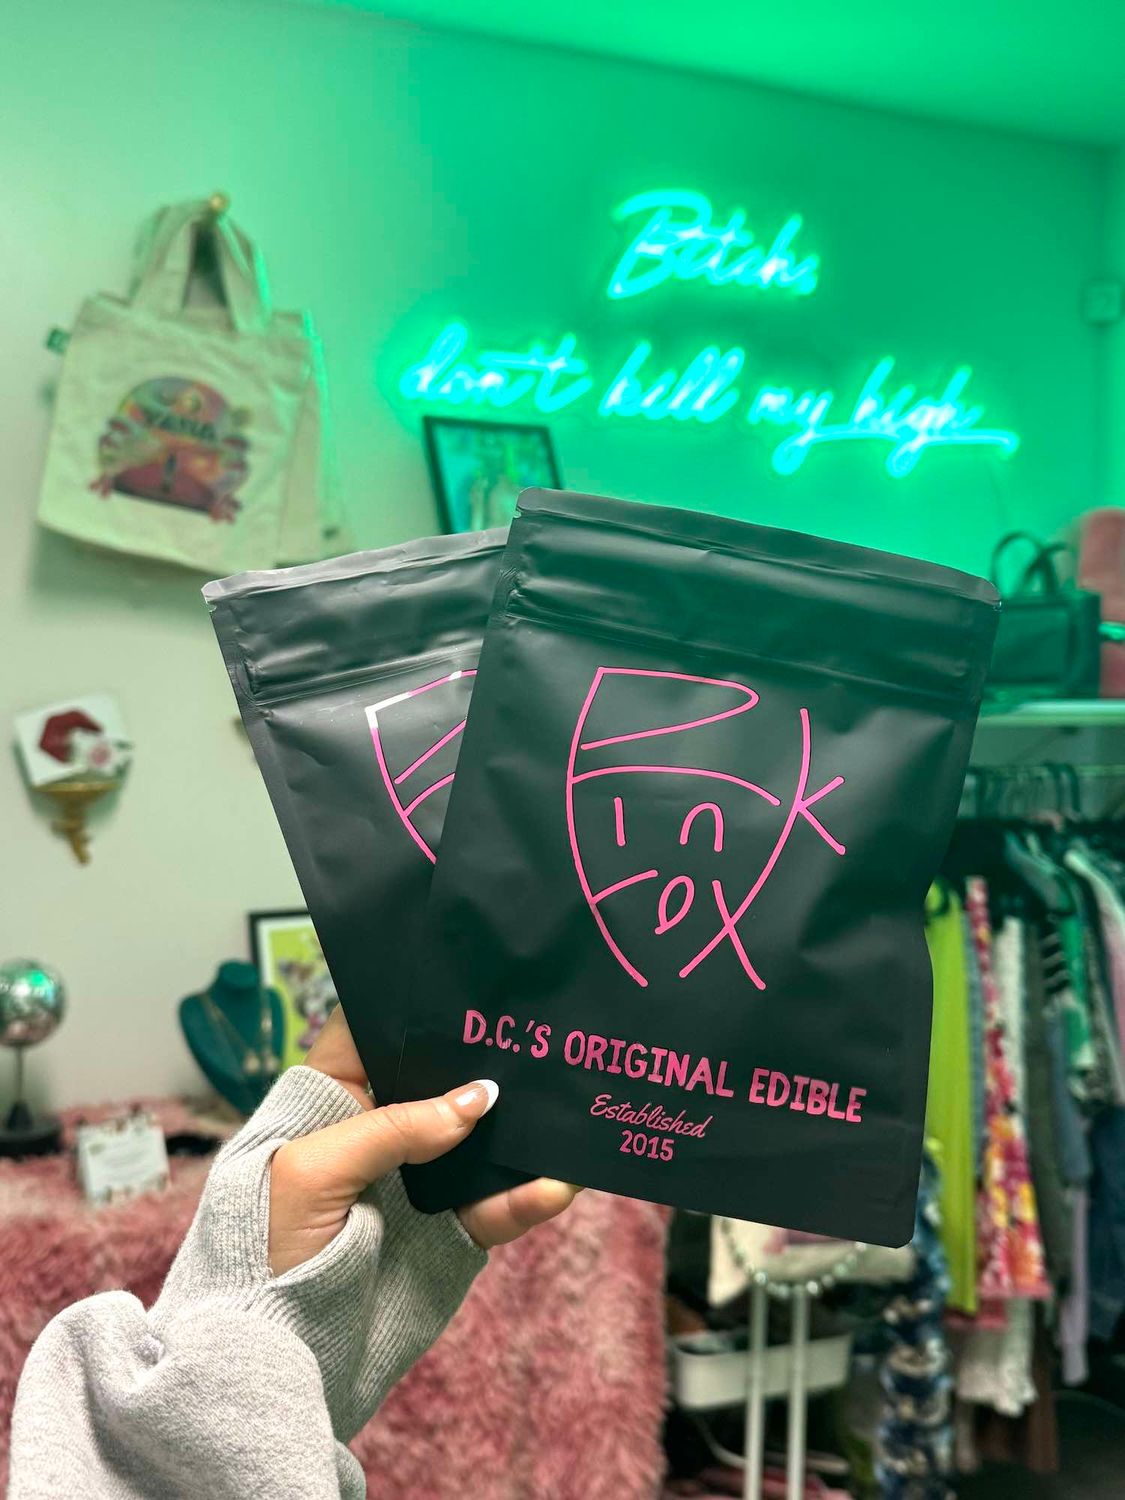 Bitch,
don't kill my high
Pink
Fox
D.C.'S ORIGINAL EDIBLE
Established
2015